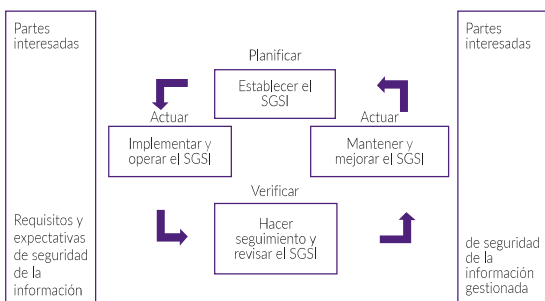 Partes
interesadas
Requisitos y
expectativas
de seguridad
de la
información
Planificar
Establecer el
SGSI
Actuar
Implementar y
operar el SGSI
Actuar
Mantener y
mejorar el SGSI
Verificar
Hacer
seguimiento y
revisar el SGSI
Partes
interesadas
de seguridad
de la
información
gestionada